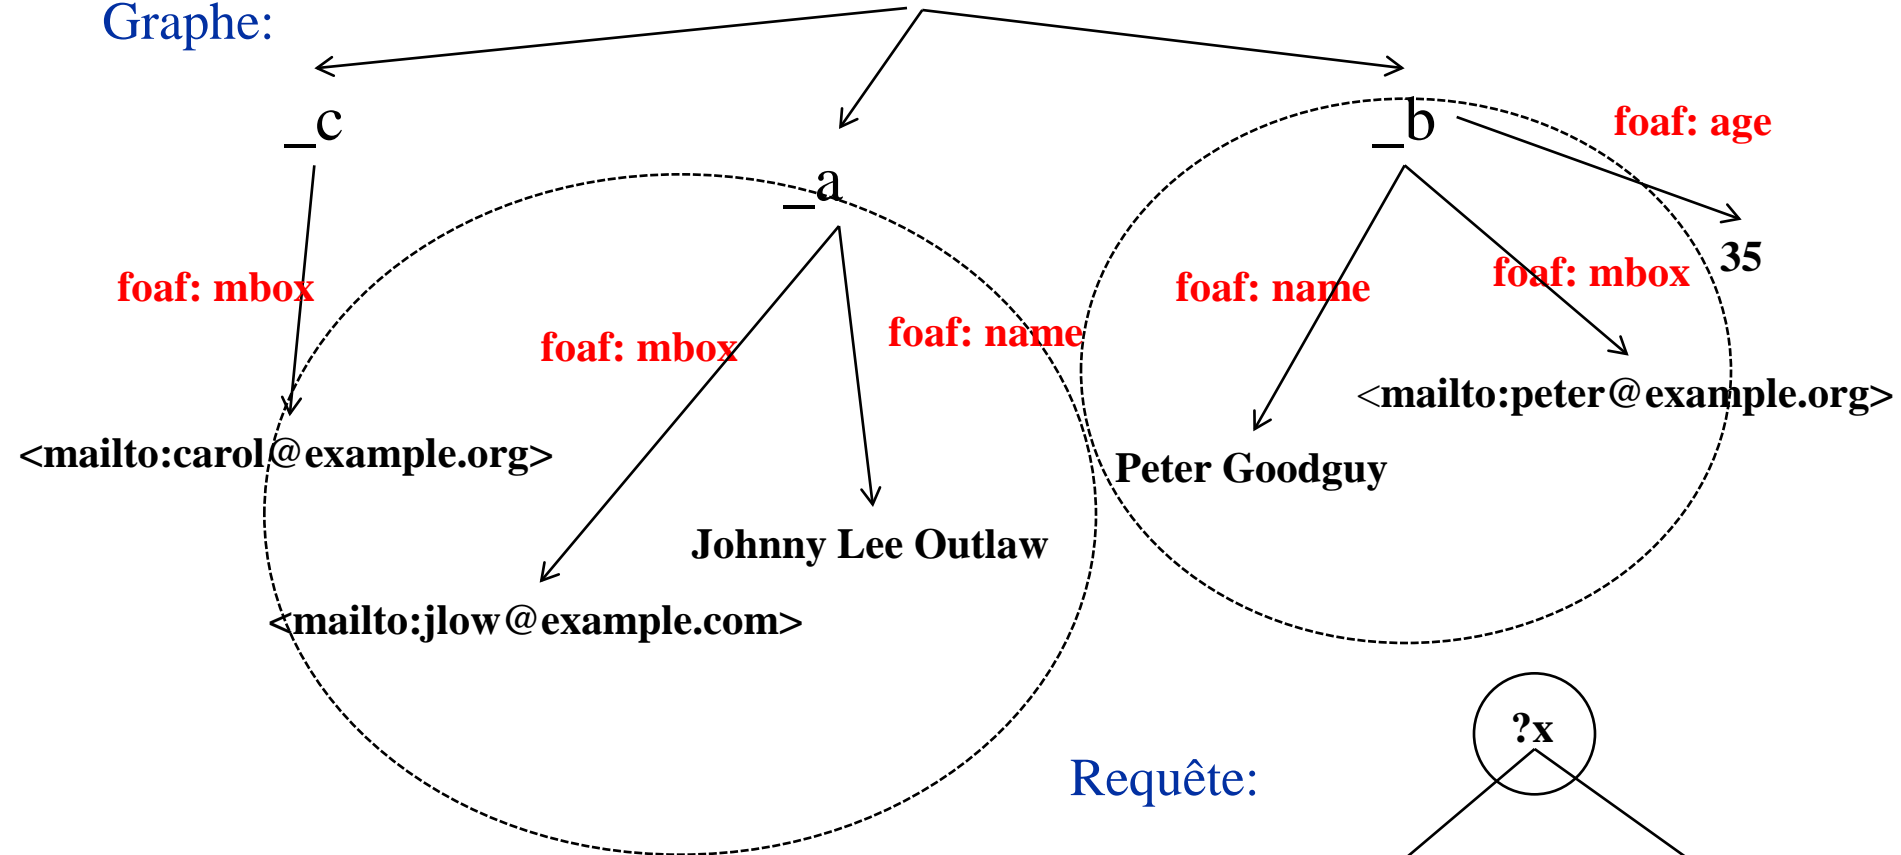 Graphe:
_c
_a
_b
foaf: age
35
foaf: mbox
foaf: mbox
foaf: name
foaf: name
foaf: mbox
<mailto:peter@example.org>
<mailto:carol@example.org>
Peter Goodguy
Johnny Lee Outlaw
<mailto:jlow@example.com>
?x
Requête: